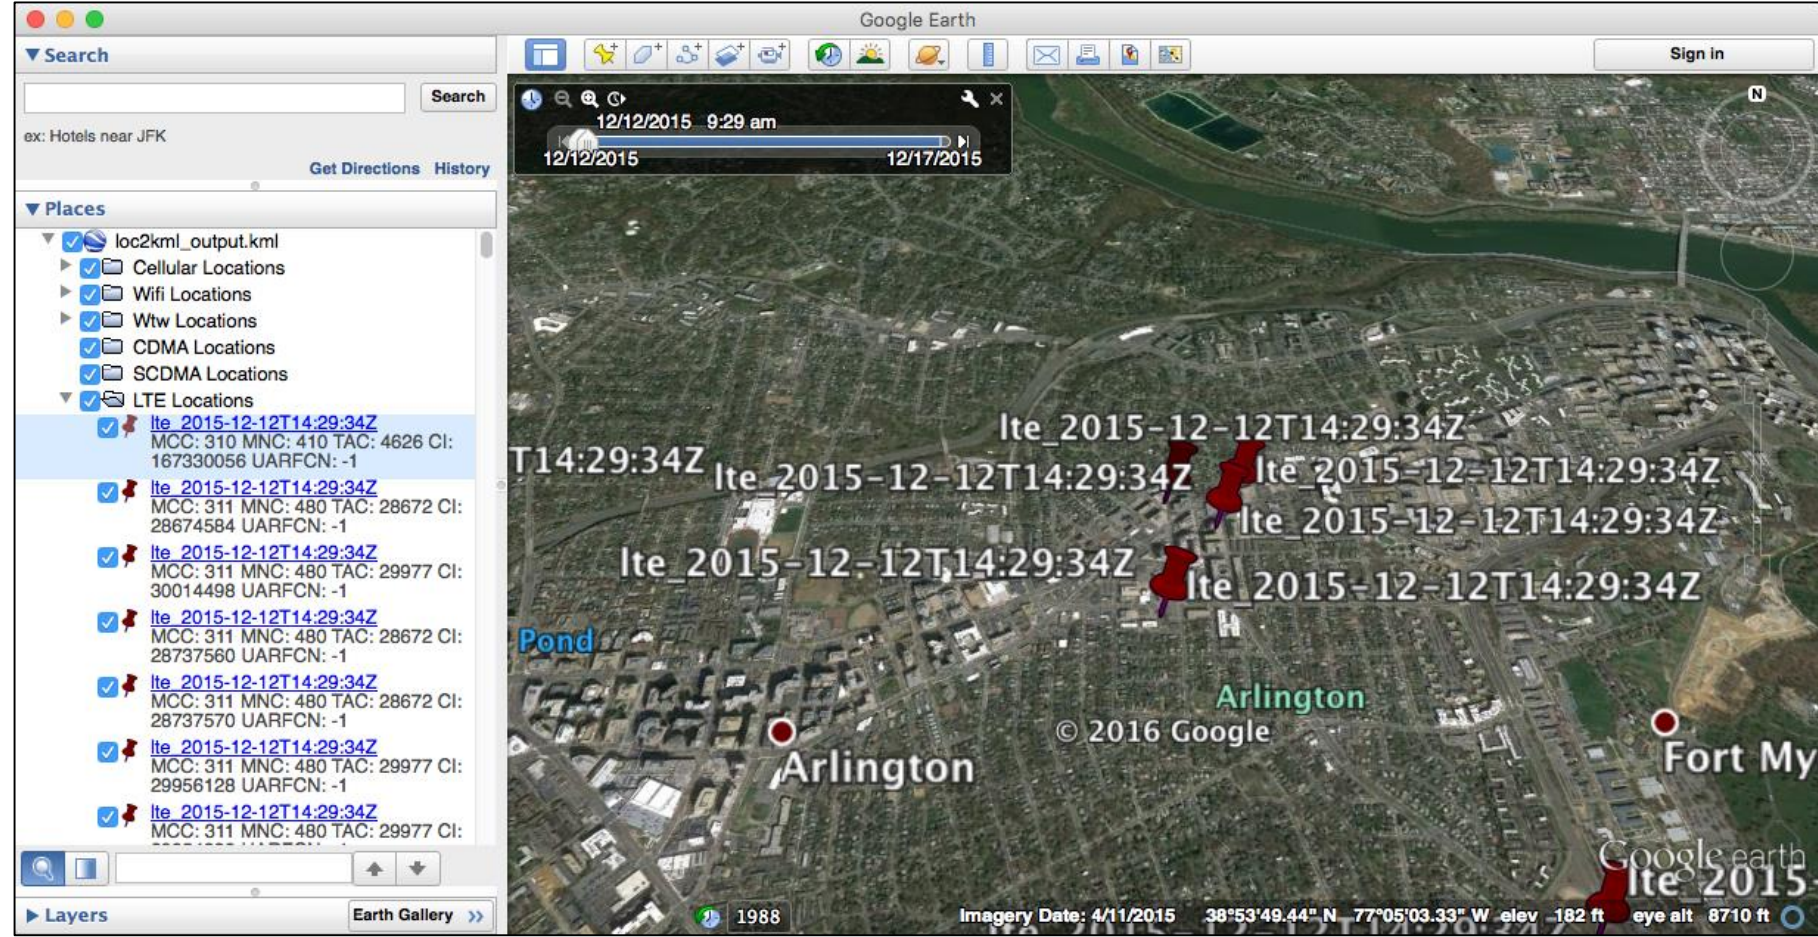 Google Earth
Search
Search
ex: Hotels near JFK
Get Directions History
Places
loc2kml_output.kml
Cellular Locations
Wifi Locations
Wtw Locations
CDMA Locations
SCDMA Locations
LTE Locations
lte_2015-12-12T14:29:34Z
MCC: 310 MNC: 410 TAC: 4626 CI:
167330056 UARFCN: -1
lte_2015-12-12T14:29:34Z
MCC: 311 MNC: 480 TAC: 28672 CI:
28674584 UARFCN: -1
lte_2015-12-12T14:29:34Z
MCC: 311 MNC: 480 TAC: 29977 CI:
30014498 UARFCN: -1
lte_2015-12-12T14:29:34Z
MCC: 311 MNC: 480 TAC: 28672 CI:
28737560 UARFCN: -1
lte_2015-12-12T14:29:34Z
MCC: 311 MNC: 480 TAC: 28672 CI:
28737570 UARFCN: -1
lte_2015-12-12T14:29:34Z
MCC: 311 MNC: 480 TAC: 29977 CI:
29956128 UARFCN: -1
lte_2015-12-12T14:29:34Z
MCC: 311 MNC: 480 TAC: 29977 CI:
Layers
Earth Gallery >>
Sign in
12/12/2015 9:29 am
12/12/2015 12/17/2015
N
lte_2015-12-12T14:29:34Z
T14:29:34Z
lte_2015-12-12T14:29:34Z
lte_2015-12-12T14:29:34Z
lte_2015-12-12T14:29:34Z
lte_2015-12-12T14:29:34Z
lte_2015-12-12T14:29:34Z
Pond
Arlington
© 2016 Google
Arlington
Fort My
Google earth
lte_2015-
1988
Imagery Date: 4/11/2015 38°53'49.44" N 77°05'03.33" W elev 182 ft eye alt 8710 ft